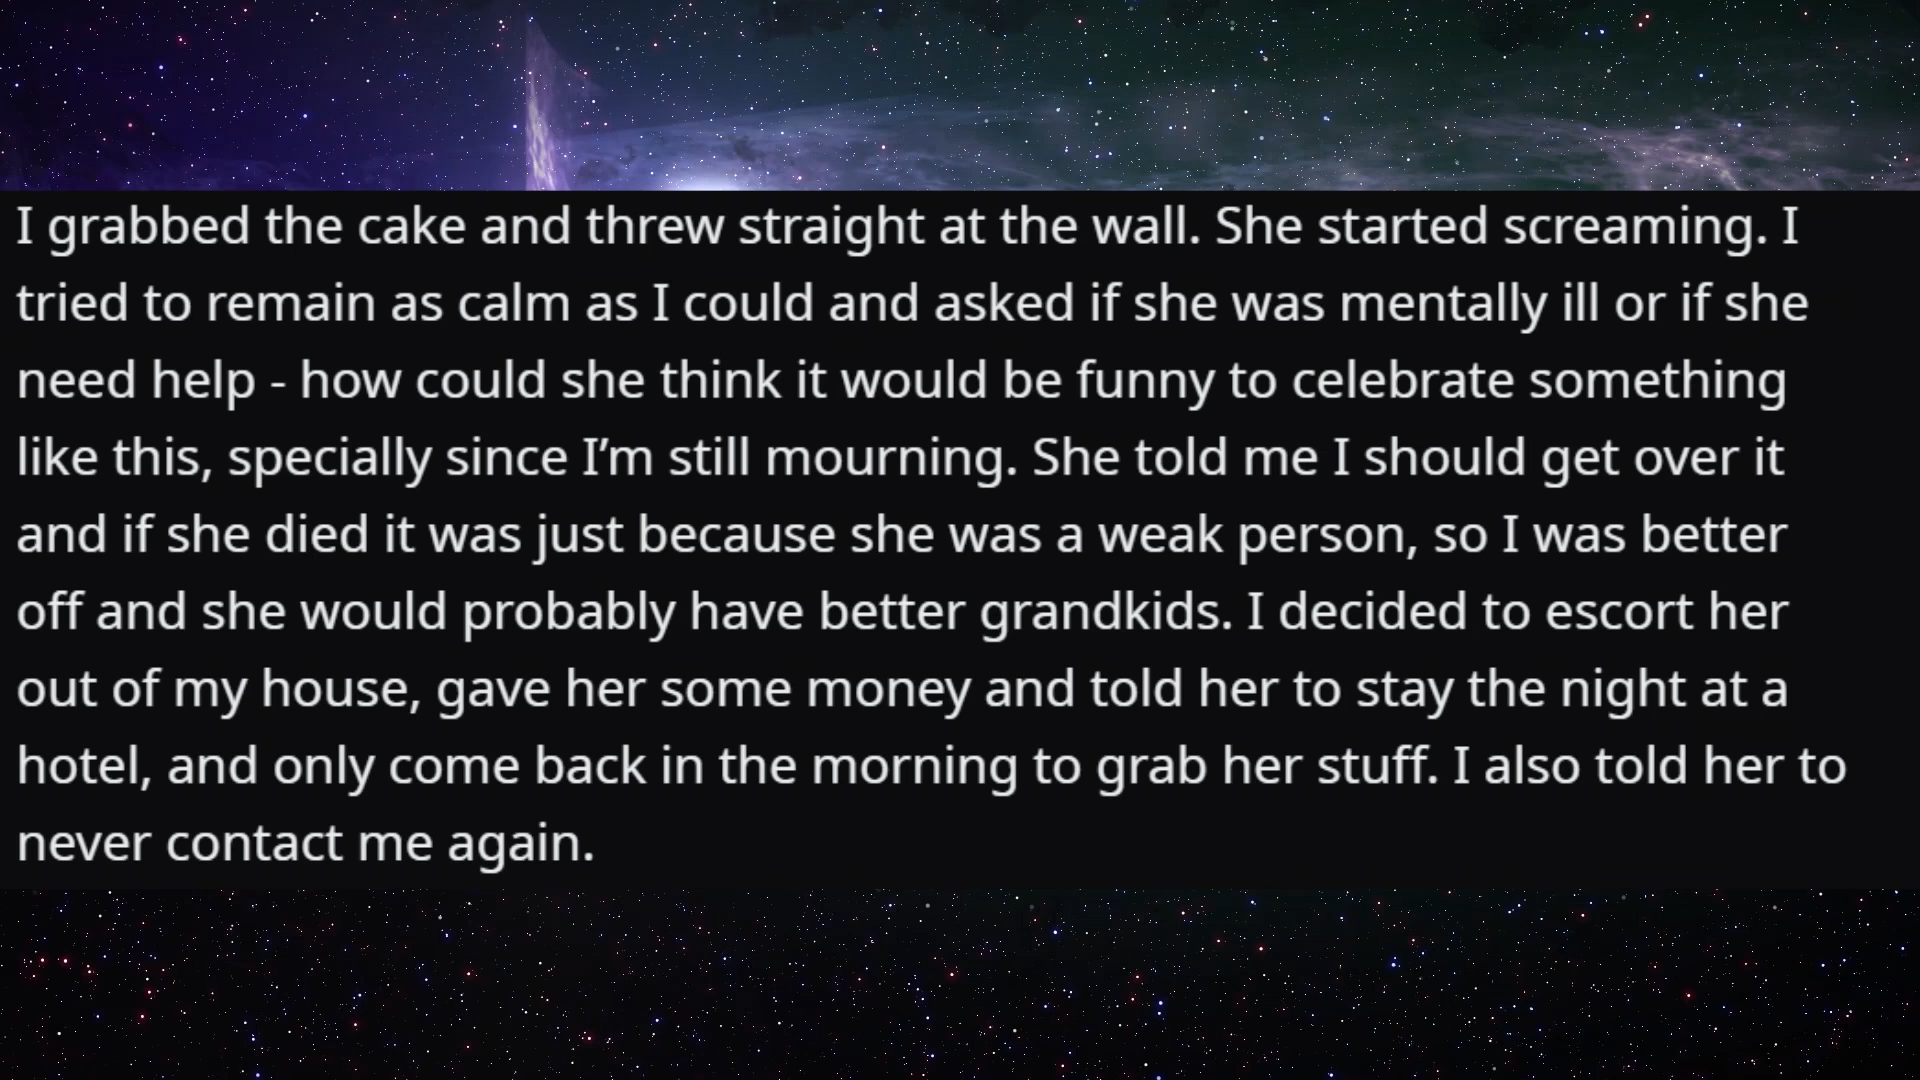 I grabbed the cake and threw straight at the wall. She started screaming. I
tried to remain as calm as I could and asked if she was mentally ill or if she
need help - how could she think it would be funny to celebrate something
like this, specially since I’m still mourning. She told me I should get over it
and if she died it was just because she was a weak person, so I was better
off and she would probably have better grandkids. I decided to escort her
out of my house, gave her some money and told her to stay the night at a
hotel, and only come back in the morning to grab her stuff. I also told her to
never contact me again.